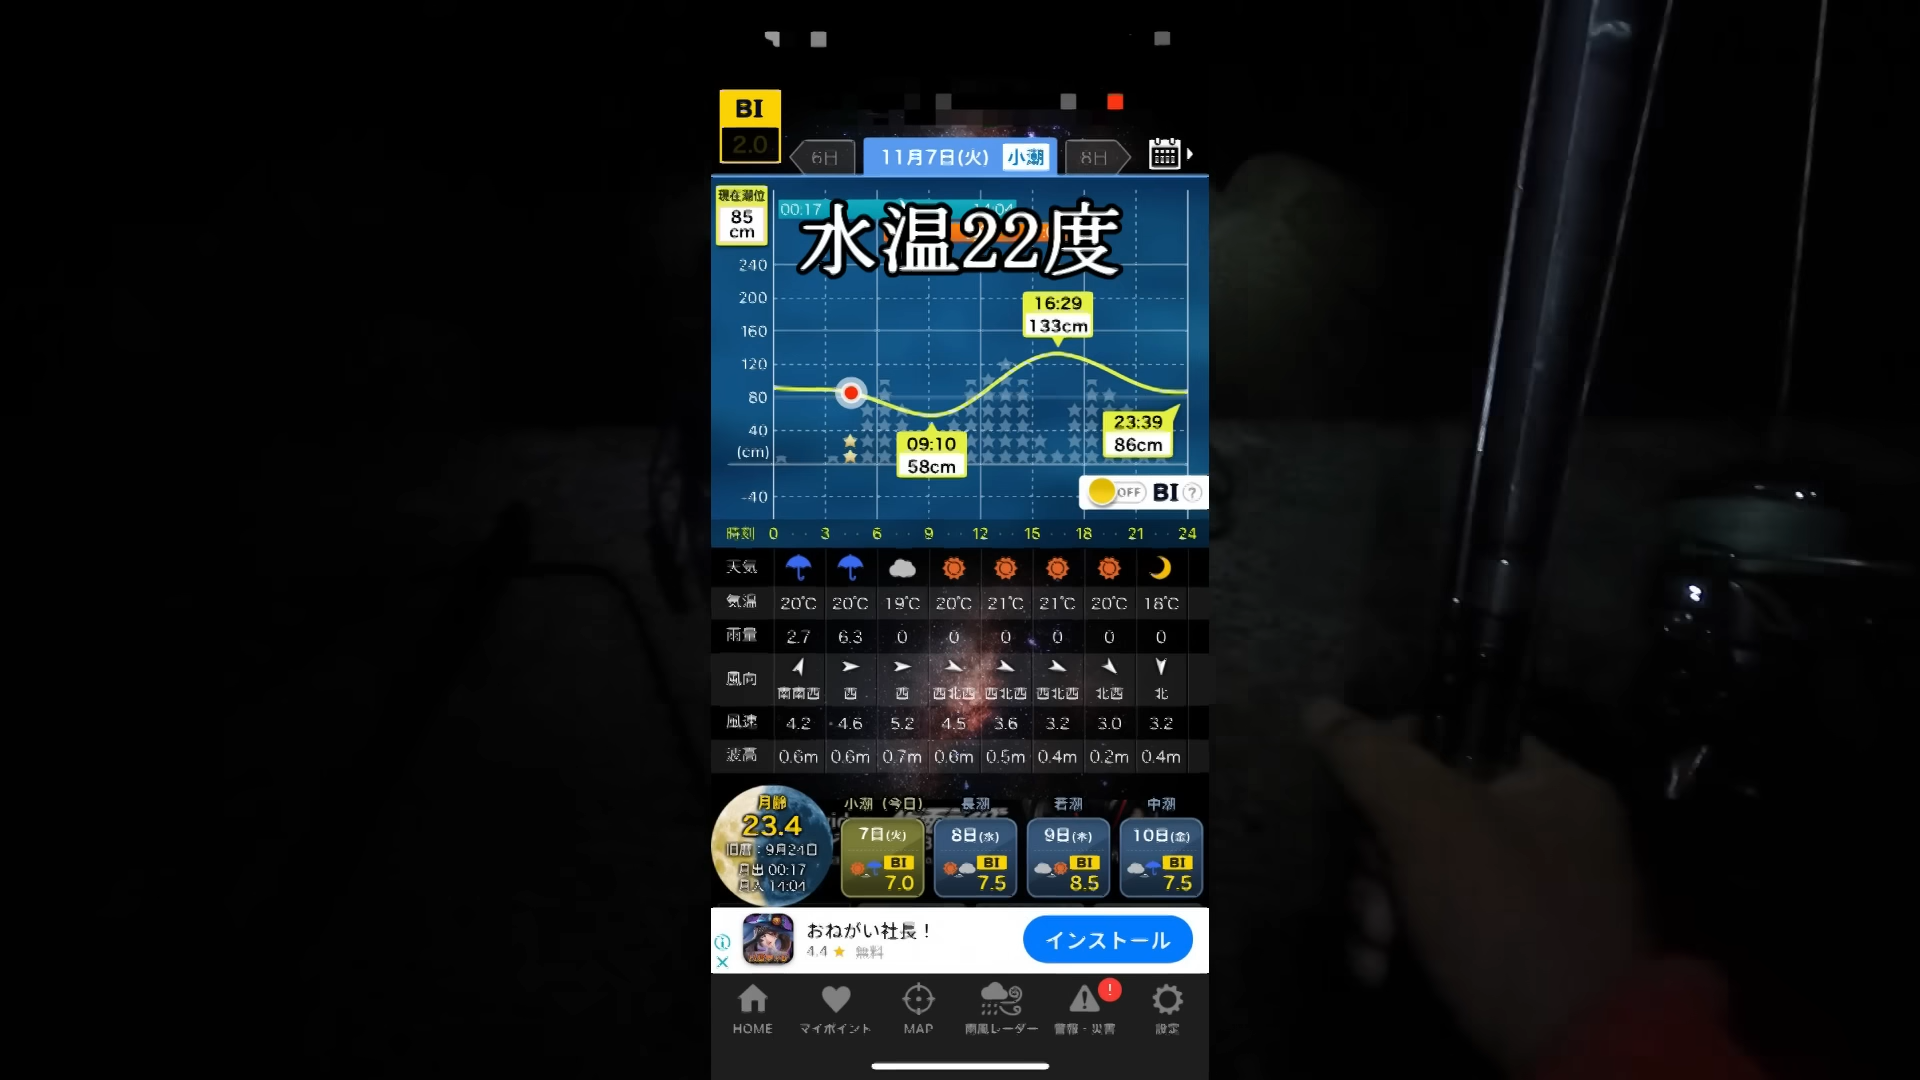 BI
2.0
6日
11月7日(火) 小潮
8日
現在潮位
85
cm
00:17
14:04
水温22度
240
200
160
120
80
40
(cm)
-40
16:29
133cm
09:10
58cm
23:39
86cm
OFF BI ?
時刻 0 3 6 9 12 15 18 21 24
天気
気温 20℃ 20℃ 19℃ 20℃ 21℃ 21℃ 20℃ 18℃
雨量 2.7 6.3 0 0 0 0 0 0
風向 南南西 西 西 西北西 西北西 西北西 北西 北
風速 4.2 4.6 5.2 4.5 3.6 3.2 3.0 3.2
波高 0.6m 0.6m 0.7m 0.6m 0.5m 0.4m 0.2m 0.4m
月齢
23.4
旧暦:9月24日
月出 00:17
月入 14:04
小潮 (今日) 長潮 若潮 中潮
7日(火) 8日(水) 9日(木) 10日(金)
BI BI BI BI
7.0 7.5 8.5 7.5
おねがい社長!
4.4 ★ 無料
インストール
HOME マイポイント MAP 雨風レーダー 警報・災害 設定